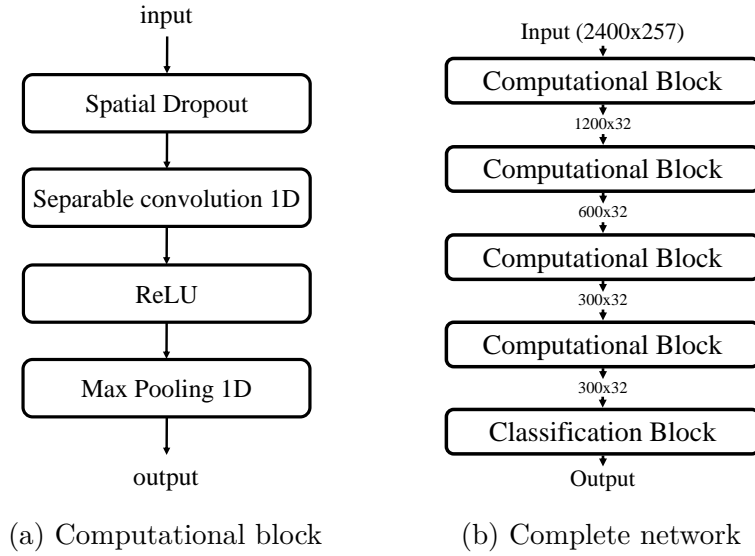 input
Spatial Dropout
Separable convolution 1D
ReLU
Max Pooling 1D
output
(a) Computational block
Input (2400x257)
Computational Block
1200x32
Computational Block
600x32
Computational Block
300x32
Computational Block
300x32
Classification Block
Output
(b) Complete network